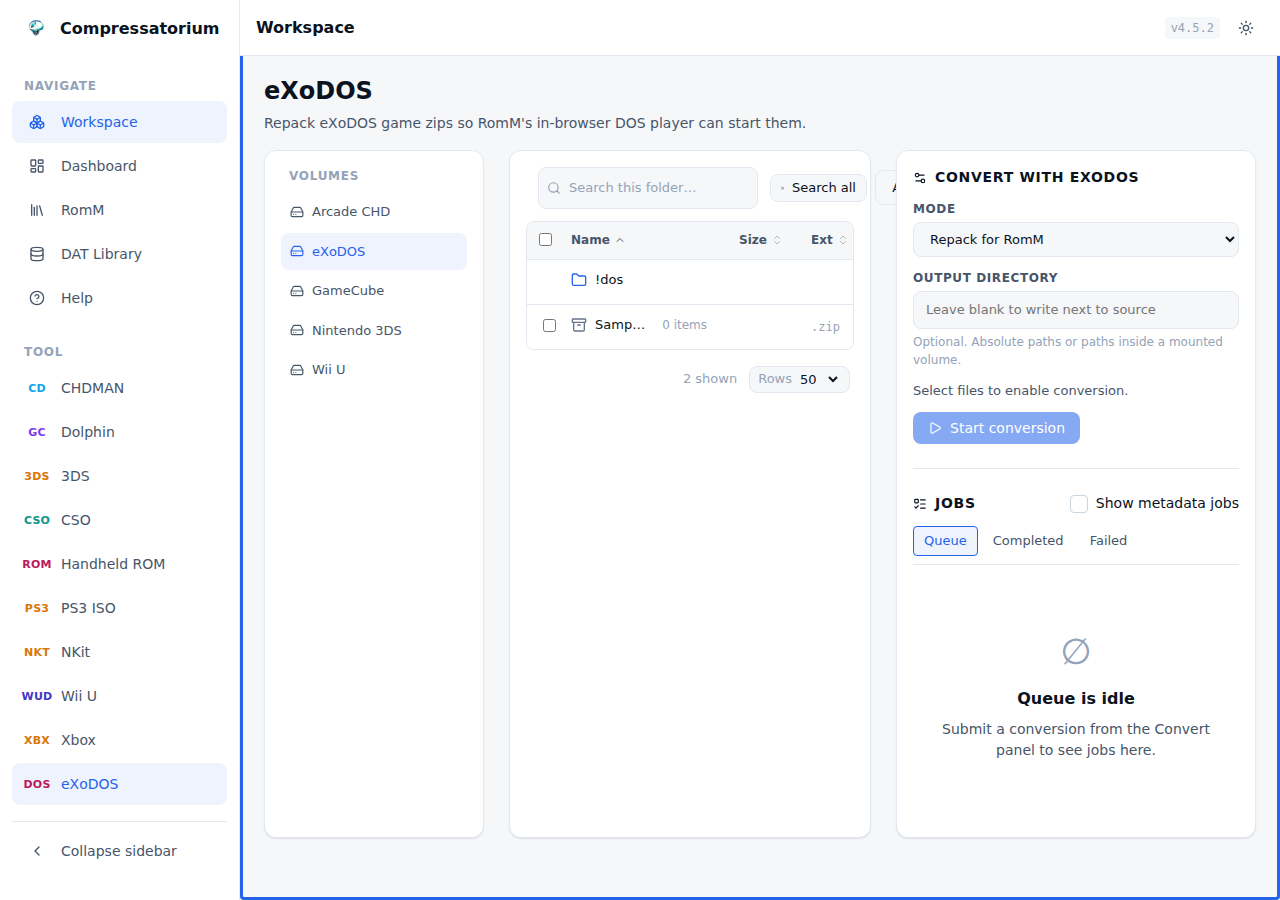 Compressatorium
Workspace
v4.5.2
NAVIGATE
Workspace
Dashboard
RomM
DAT Library
Help
TOOL
CD CHDMAN
GC Dolphin
3DS 3DS
CSO CSO
ROM Handheld ROM
PS3 PS3 ISO
NKT NKit
WUD Wii U
XBX Xbox
DOS eXoDOS
Collapse sidebar
eXoDOS
Repack eXoDOS game zips so RomM's in-browser DOS player can start them.
VOLUMES
Arcade CHD
eXoDOS
GameCube
Nintendo 3DS
Wii U
Search this folder…
Search all
Name
Size
Ext
!dos
Samp… 0 items .zip
2 shown
Rows 50
CONVERT WITH EXODOS
MODE
Repack for RomM
OUTPUT DIRECTORY
Leave blank to write next to source
Optional. Absolute paths or paths inside a mounted
volume.
Select files to enable conversion.
Start conversion
JOBS
Show metadata jobs
Queue
Completed
Failed
Queue is idle
Submit a conversion from the Convert
panel to see jobs here.